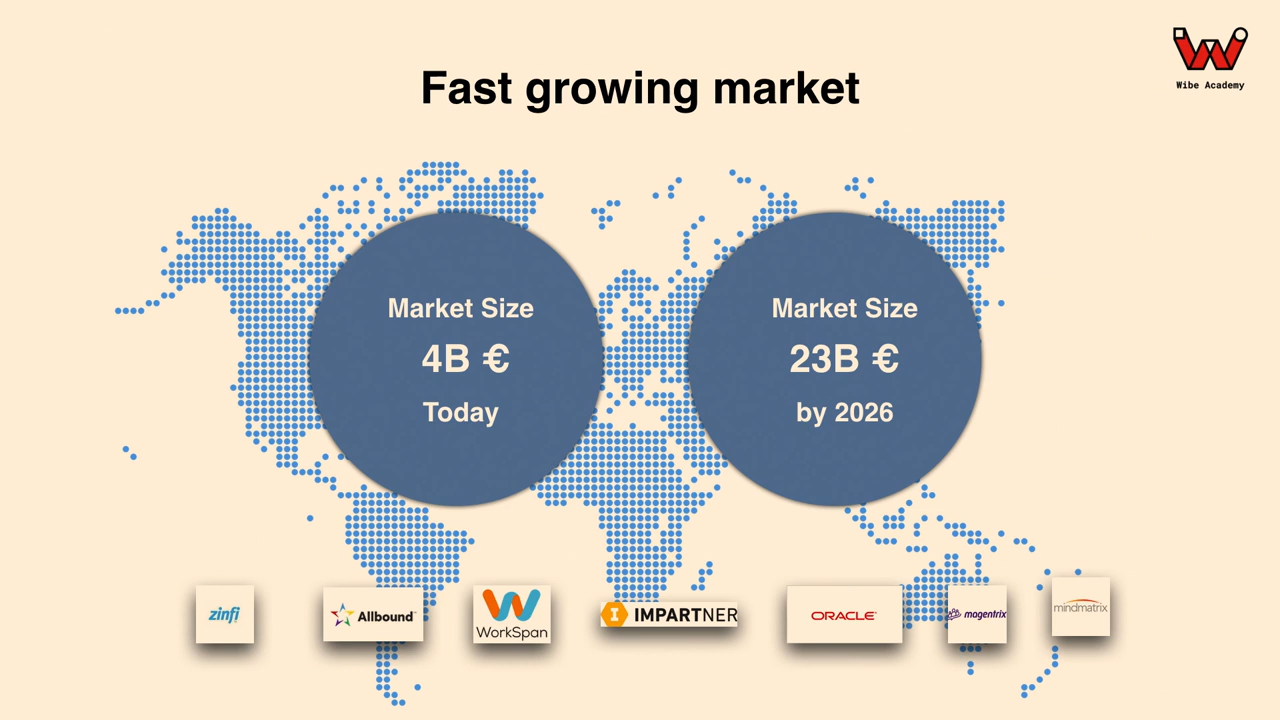 Wibe Academy
Fast growing market
Market Size
4B €
Today
Market Size
23B €
by 2026
zinfi
Allbound
WorkSpan
IMPARTNER
ORACLE
magentrix
mindmatrix